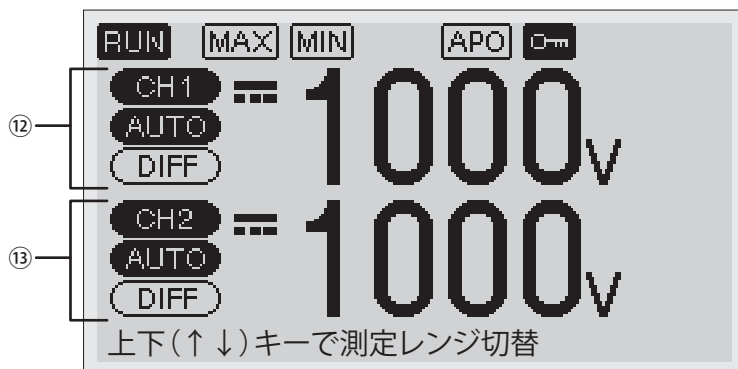 RUN MAX MIN APO
⑫ CH1 1000V
AUTO
DIFF
⑬ CH2 1000V
AUTO
DIFF
上下(↑↓)キーで測定レンジ切替